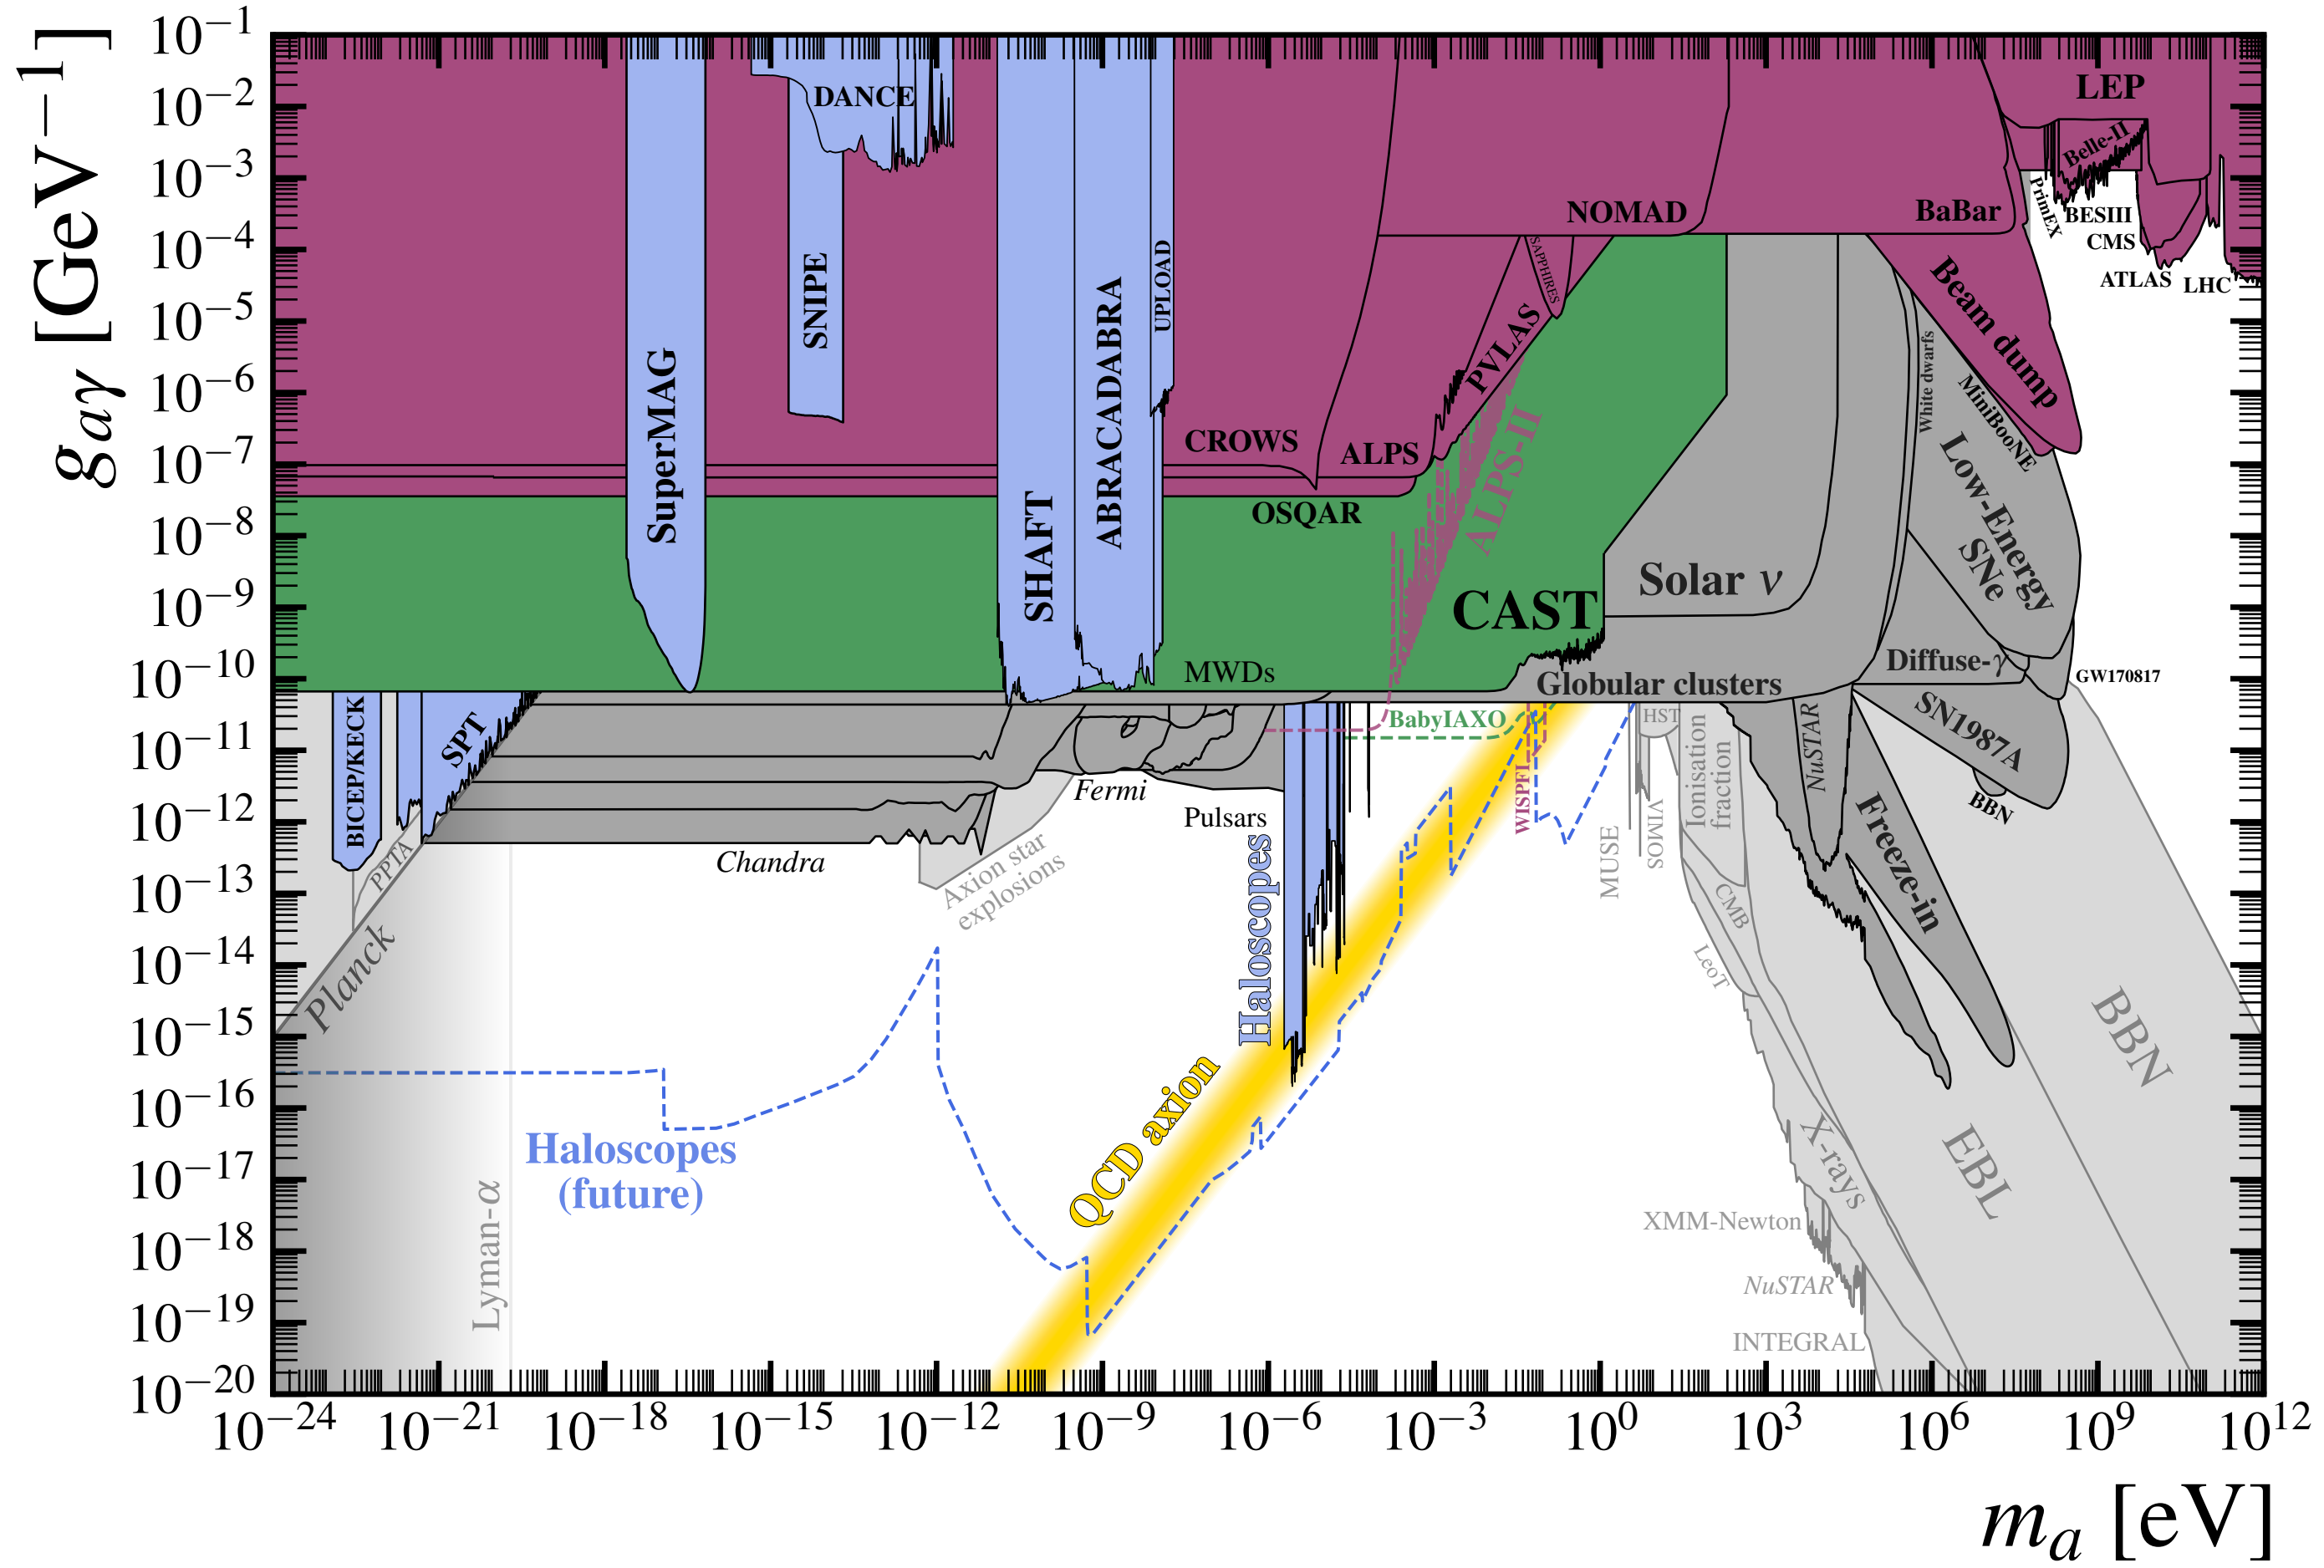 g_{aγ} [GeV⁻¹]
10⁻¹
10⁻²
10⁻³
10⁻⁴
10⁻⁵
10⁻⁶
10⁻⁷
10⁻⁸
10⁻⁹
10⁻¹⁰
10⁻¹¹
10⁻¹²
10⁻¹³
10⁻¹⁴
10⁻¹⁵
10⁻¹⁶
10⁻¹⁷
10⁻¹⁸
10⁻¹⁹
10⁻²⁰
LEP
DANCE
Belle-II
PrimEX
BESIII
CMS
ATLAS
LHC
NOMAD
BaBar
SNIPE
UPLOAD
SAPPHIRES
Beam dump
SuperMAG
ABRACADABRA
PVLAS
White dwarfs
MiniBooNE
CROWS
ALPS
ALPS-II
Low-Energy
SNe
OSQAR
SHAFT
CAST
Solar ν
MWDs
Globular clusters
Diffuse-γ
GW170817
BICEP/KECK
SPT
BabyIAXO
HST
NuSTAR
SN1987A
Ionisation
fraction
WISPFI
Fermi
Pulsars
BBN
Chandra
PPTA
Axion star
explosions
Haloscopes
MUSE
VIMOS
Freeze-in
CMB
LeoT
Planck
BBN
QCD axion
Haloscopes
(future)
X-rays
EBL
Lyman-α
XMM-Newton
NuSTAR
INTEGRAL
10⁻²⁴ 10⁻²¹ 10⁻¹⁸ 10⁻¹⁵ 10⁻¹² 10⁻⁹ 10⁻⁶ 10⁻³ 10⁰ 10³ 10⁶ 10⁹ 10¹²
m_a [eV]